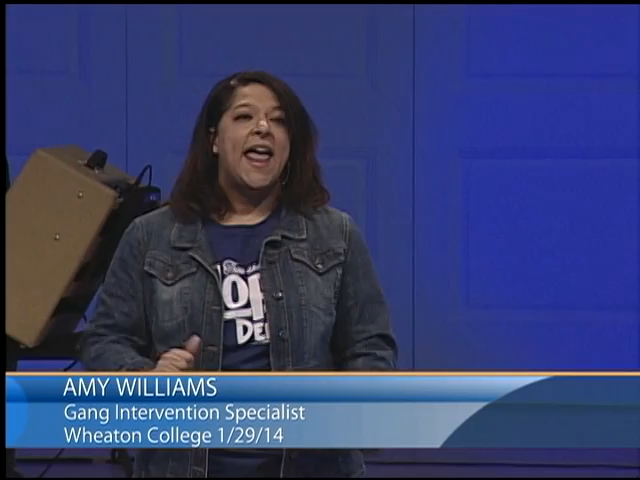 AMY WILLIAMS
Gang Intervention Specialist
Wheaton College 1/29/14